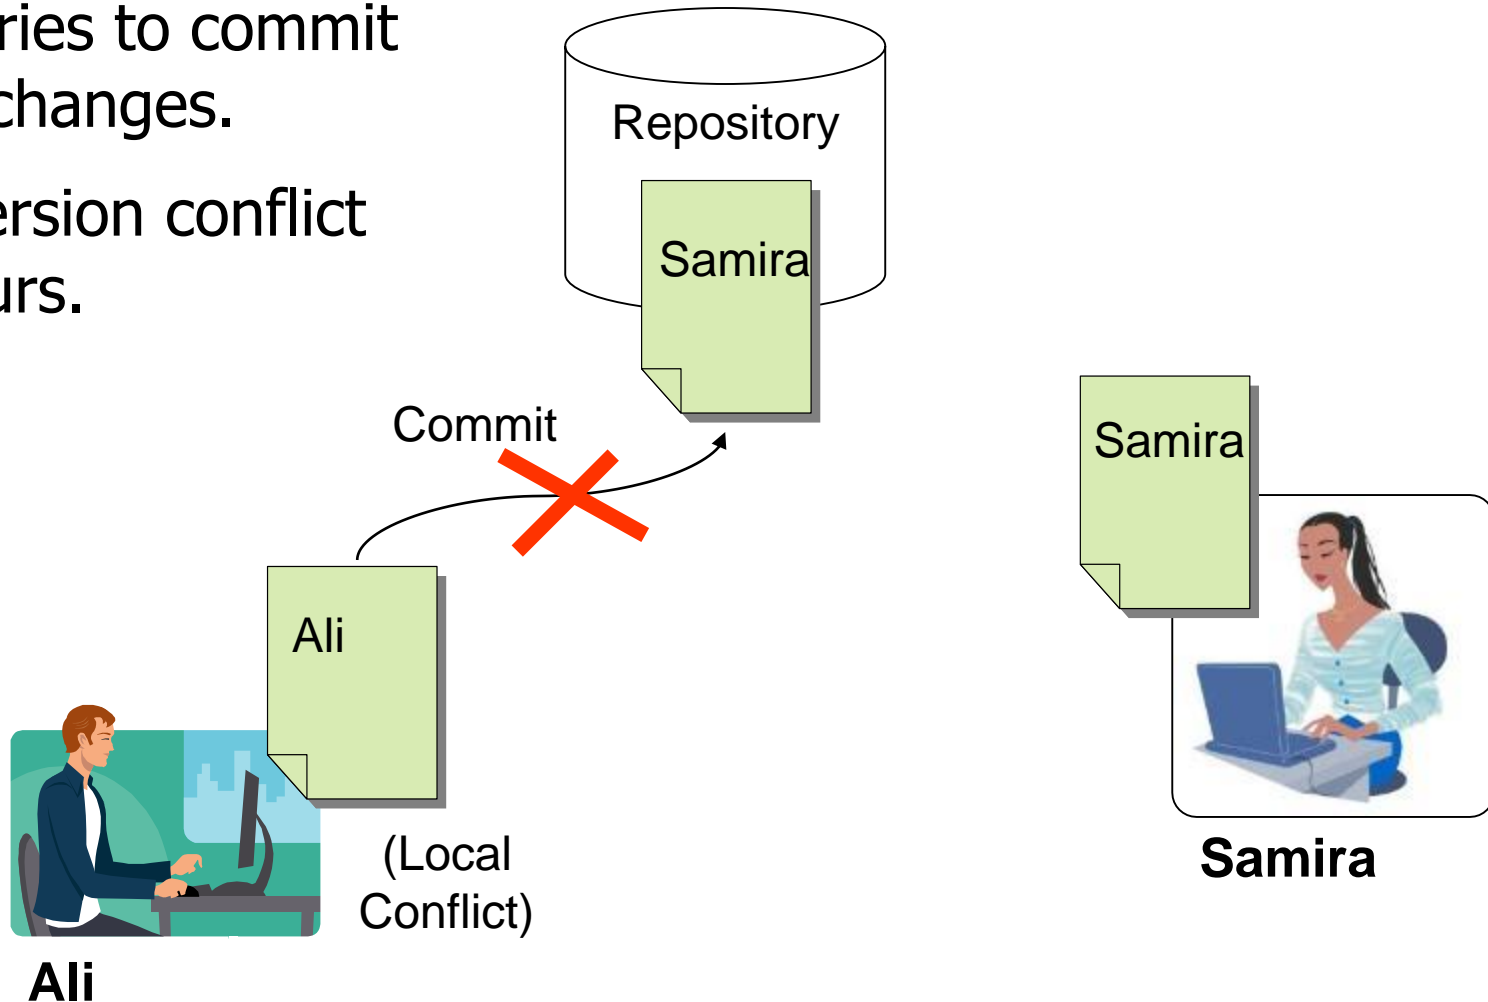 ries to commit
changes.
ersion conflict
urs.
Repository
Samira
Commit
Samira
Ali
(Local
Conflict)
Samira
Ali